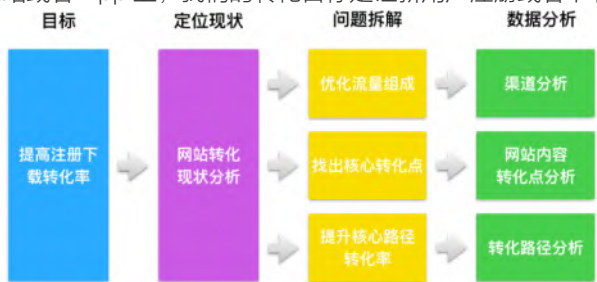 目标
定位现状
问题拆解
数据分析
提高注册下
载转化率
网站转化
现状分析
优化流量组成
找出核心转化点
提升核心路径
转化率
渠道分析
网站内容
转化点分析
转化路径分析